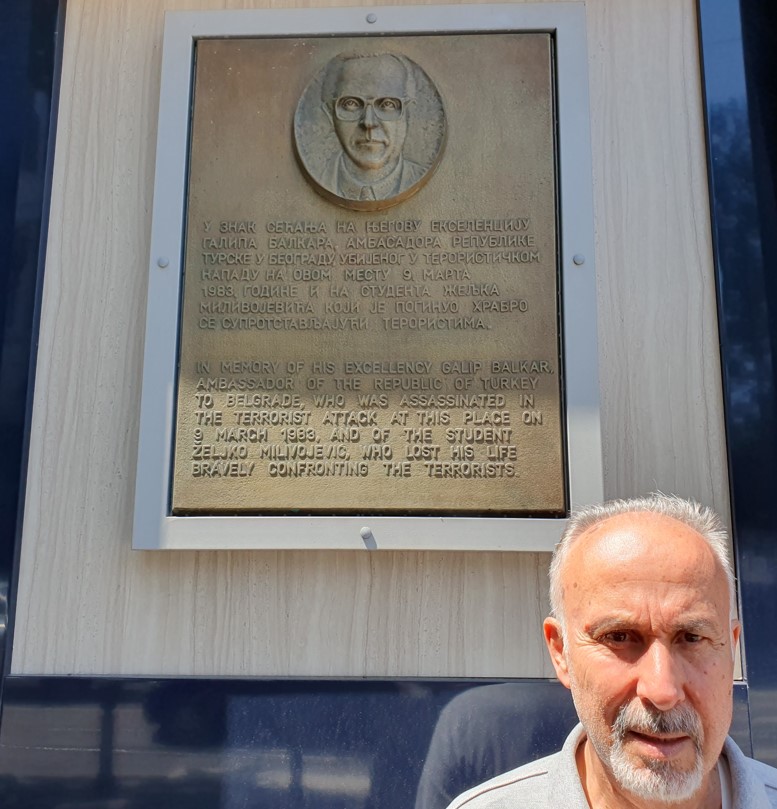 У ЗНАК СЕЋАЊА НА ЊЕГОВУ ЕКСЕЛЕНЦИЈУ
ГАЛИПА БАЛКАРА, АМБАСАДОРА РЕПУБЛИКЕ
ТУРСКЕ У БЕОГРАДУ, УБИЈЕНОГ У ТЕРОРИСТИЧКОМ
НАПАДУ НА ОВОМ МЕСТУ 9. МАРТА
1983. ГОДИНЕ И НА СТУДЕНТА ЖЕЉКА
МИЛИВОЈЕВИЋА КОЈИ ЈЕ ПОГИНУО ХРАБРО
СЕ СУПРОТСТАВЉАЈУЋИ ТЕРОРИСТИМА.
IN MEMORY OF HIS EXCELLENCY GALIP BALKAR,
AMBASSADOR OF THE REPUBLIC OF TURKEY
TO BELGRADE, WHO WAS ASSASSINATED IN
THE TERRORIST ATTACK AT THIS PLACE ON
9 MARCH 1983, AND OF THE STUDENT
ŽELJKO MILIVOJEVIC, WHO LOST HIS LIFE
BRAVELY CONFRONTING THE TERRORISTS.